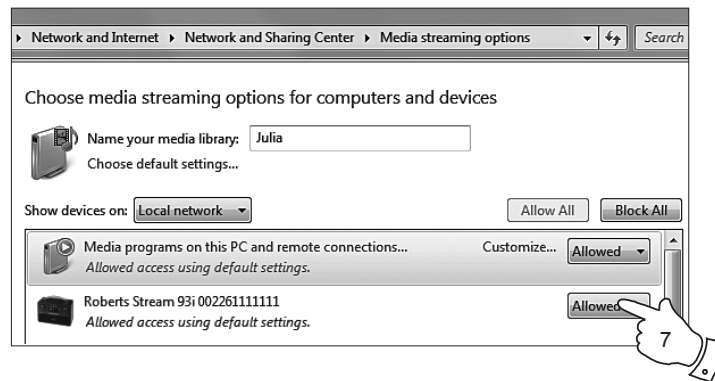 Network and Internet ▸ Network and Sharing Center ▸ Media streaming options Search
Choose media streaming options for computers and devices
Name your media library: Julia
Choose default settings...
Show devices on: Local network Allow All Block All
Media programs on this PC and remote connections... Customize... Allowed
Allowed access using default settings.
Roberts Stream 93i 002261111111 Allowed
Allowed access using default settings.
7